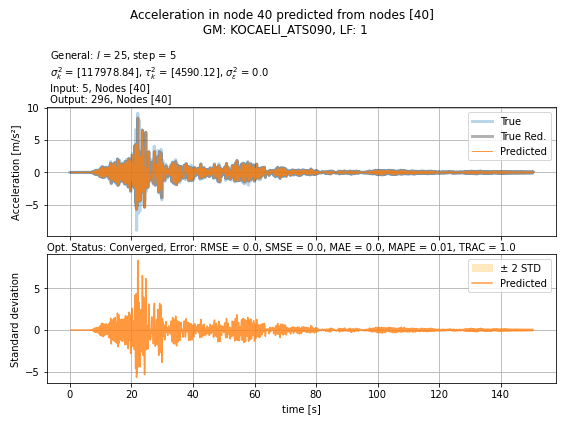 Acceleration in node 40 predicted from nodes [40]
GM: KOCAELI_ATS090, LF: 1
General: l = 25, step = 5
σ²ₖ = [117978.84], τ²ₖ = [4590.12], σ²ε = 0.0
Input: 5, Nodes [40]
Output: 296, Nodes [40]
Acceleration [m/s²]
10
5
0
−5
True
True Red.
Predicted
Opt. Status: Converged, Error: RMSE = 0.0, SMSE = 0.0, MAE = 0.0, MAPE = 0.01, TRAC = 1.0
Standard deviation
5
0
−5
± 2 STD
Predicted
0 20 40 60 80 100 120 140
time [s]